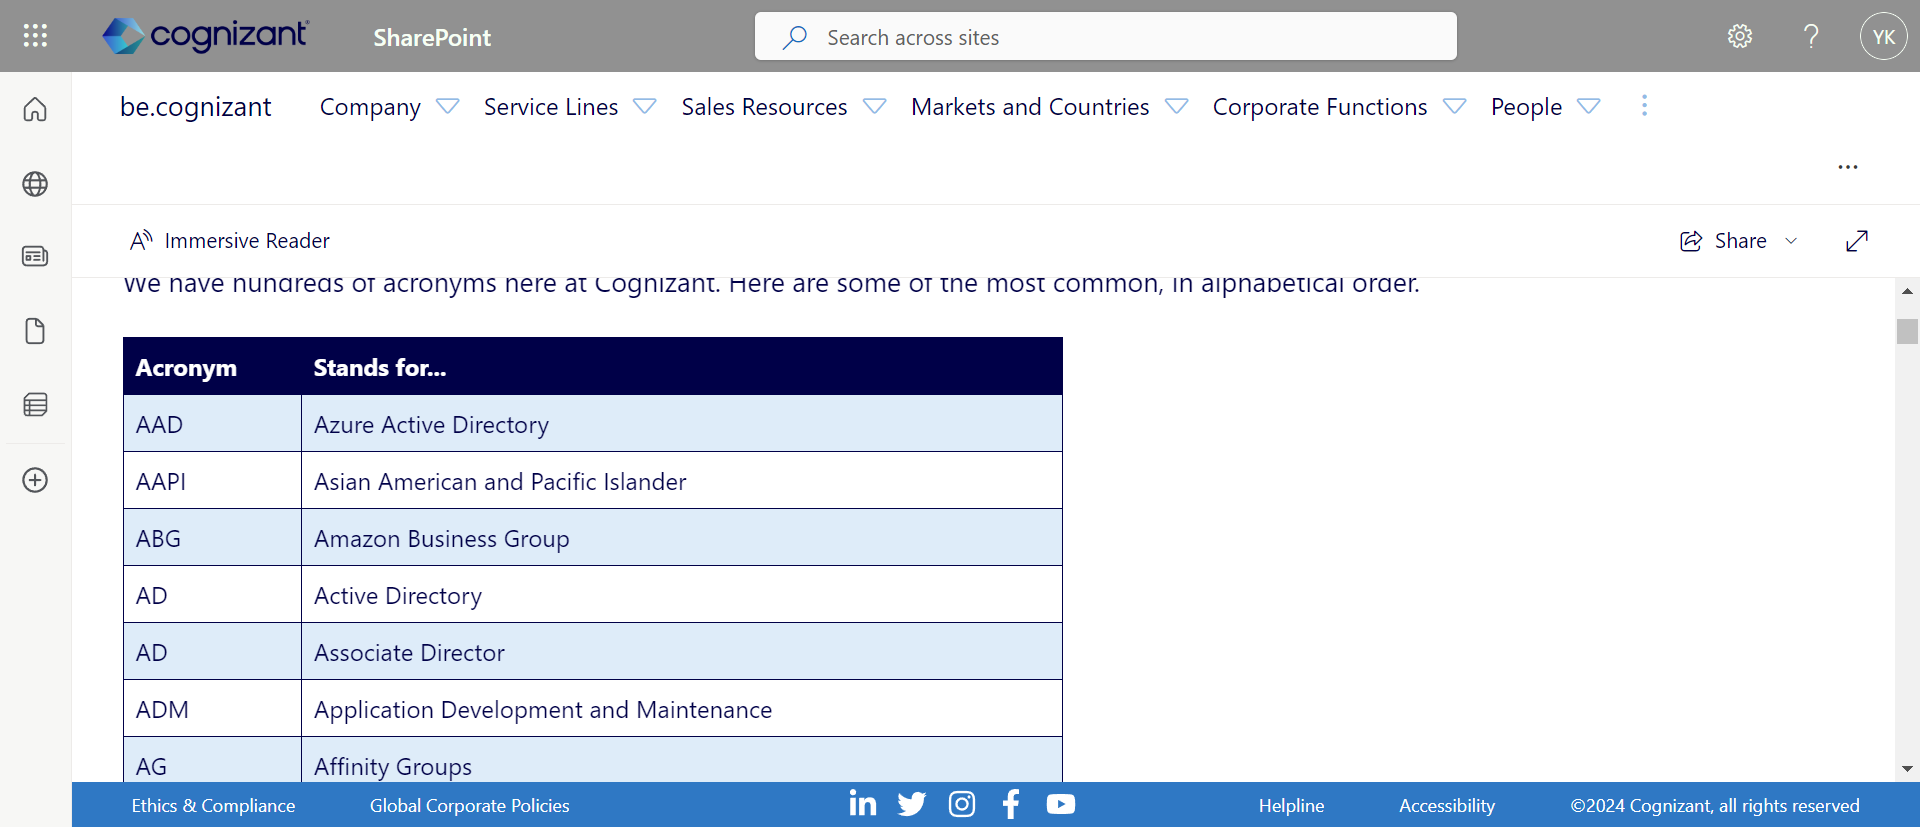 cognizant SharePoint Search across sites ? YK
be.cognizant Company Service Lines Sales Resources Markets and Countries Corporate Functions People
Immersive Reader Share
We have hundreds of acronyms here at Cognizant. Here are some of the most common, in alphabetical order.
Acronym Stands for...
AAD Azure Active Directory
AAPI Asian American and Pacific Islander
ABG Amazon Business Group
AD Active Directory
AD Associate Director
ADM Application Development and Maintenance
AG Affinity Groups
Ethics & Compliance Global Corporate Policies Helpline Accessibility ©2024 Cognizant, all rights reserved